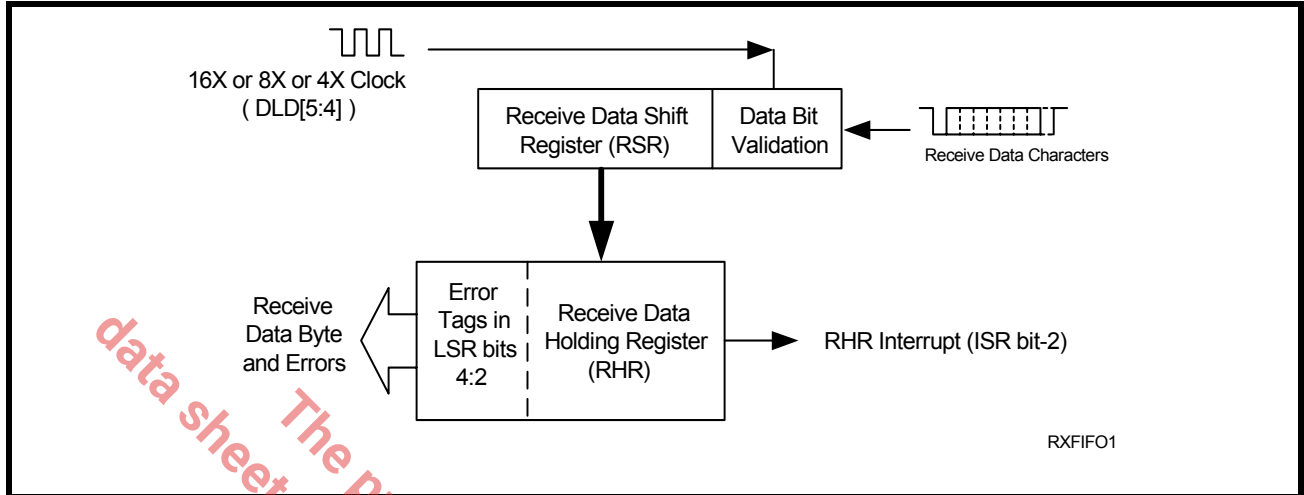 16X or 8X or 4X Clock
( DLD[5:4] )
Receive Data Shift
Register (RSR)
Data Bit
Validation
Receive Data Characters
Receive
Data Byte
and Errors
Error
Tags in
LSR bits
4:2
Receive Data
Holding Register
(RHR)
RHR Interrupt (ISR bit-2)
RXFIFO1
data sheet
The